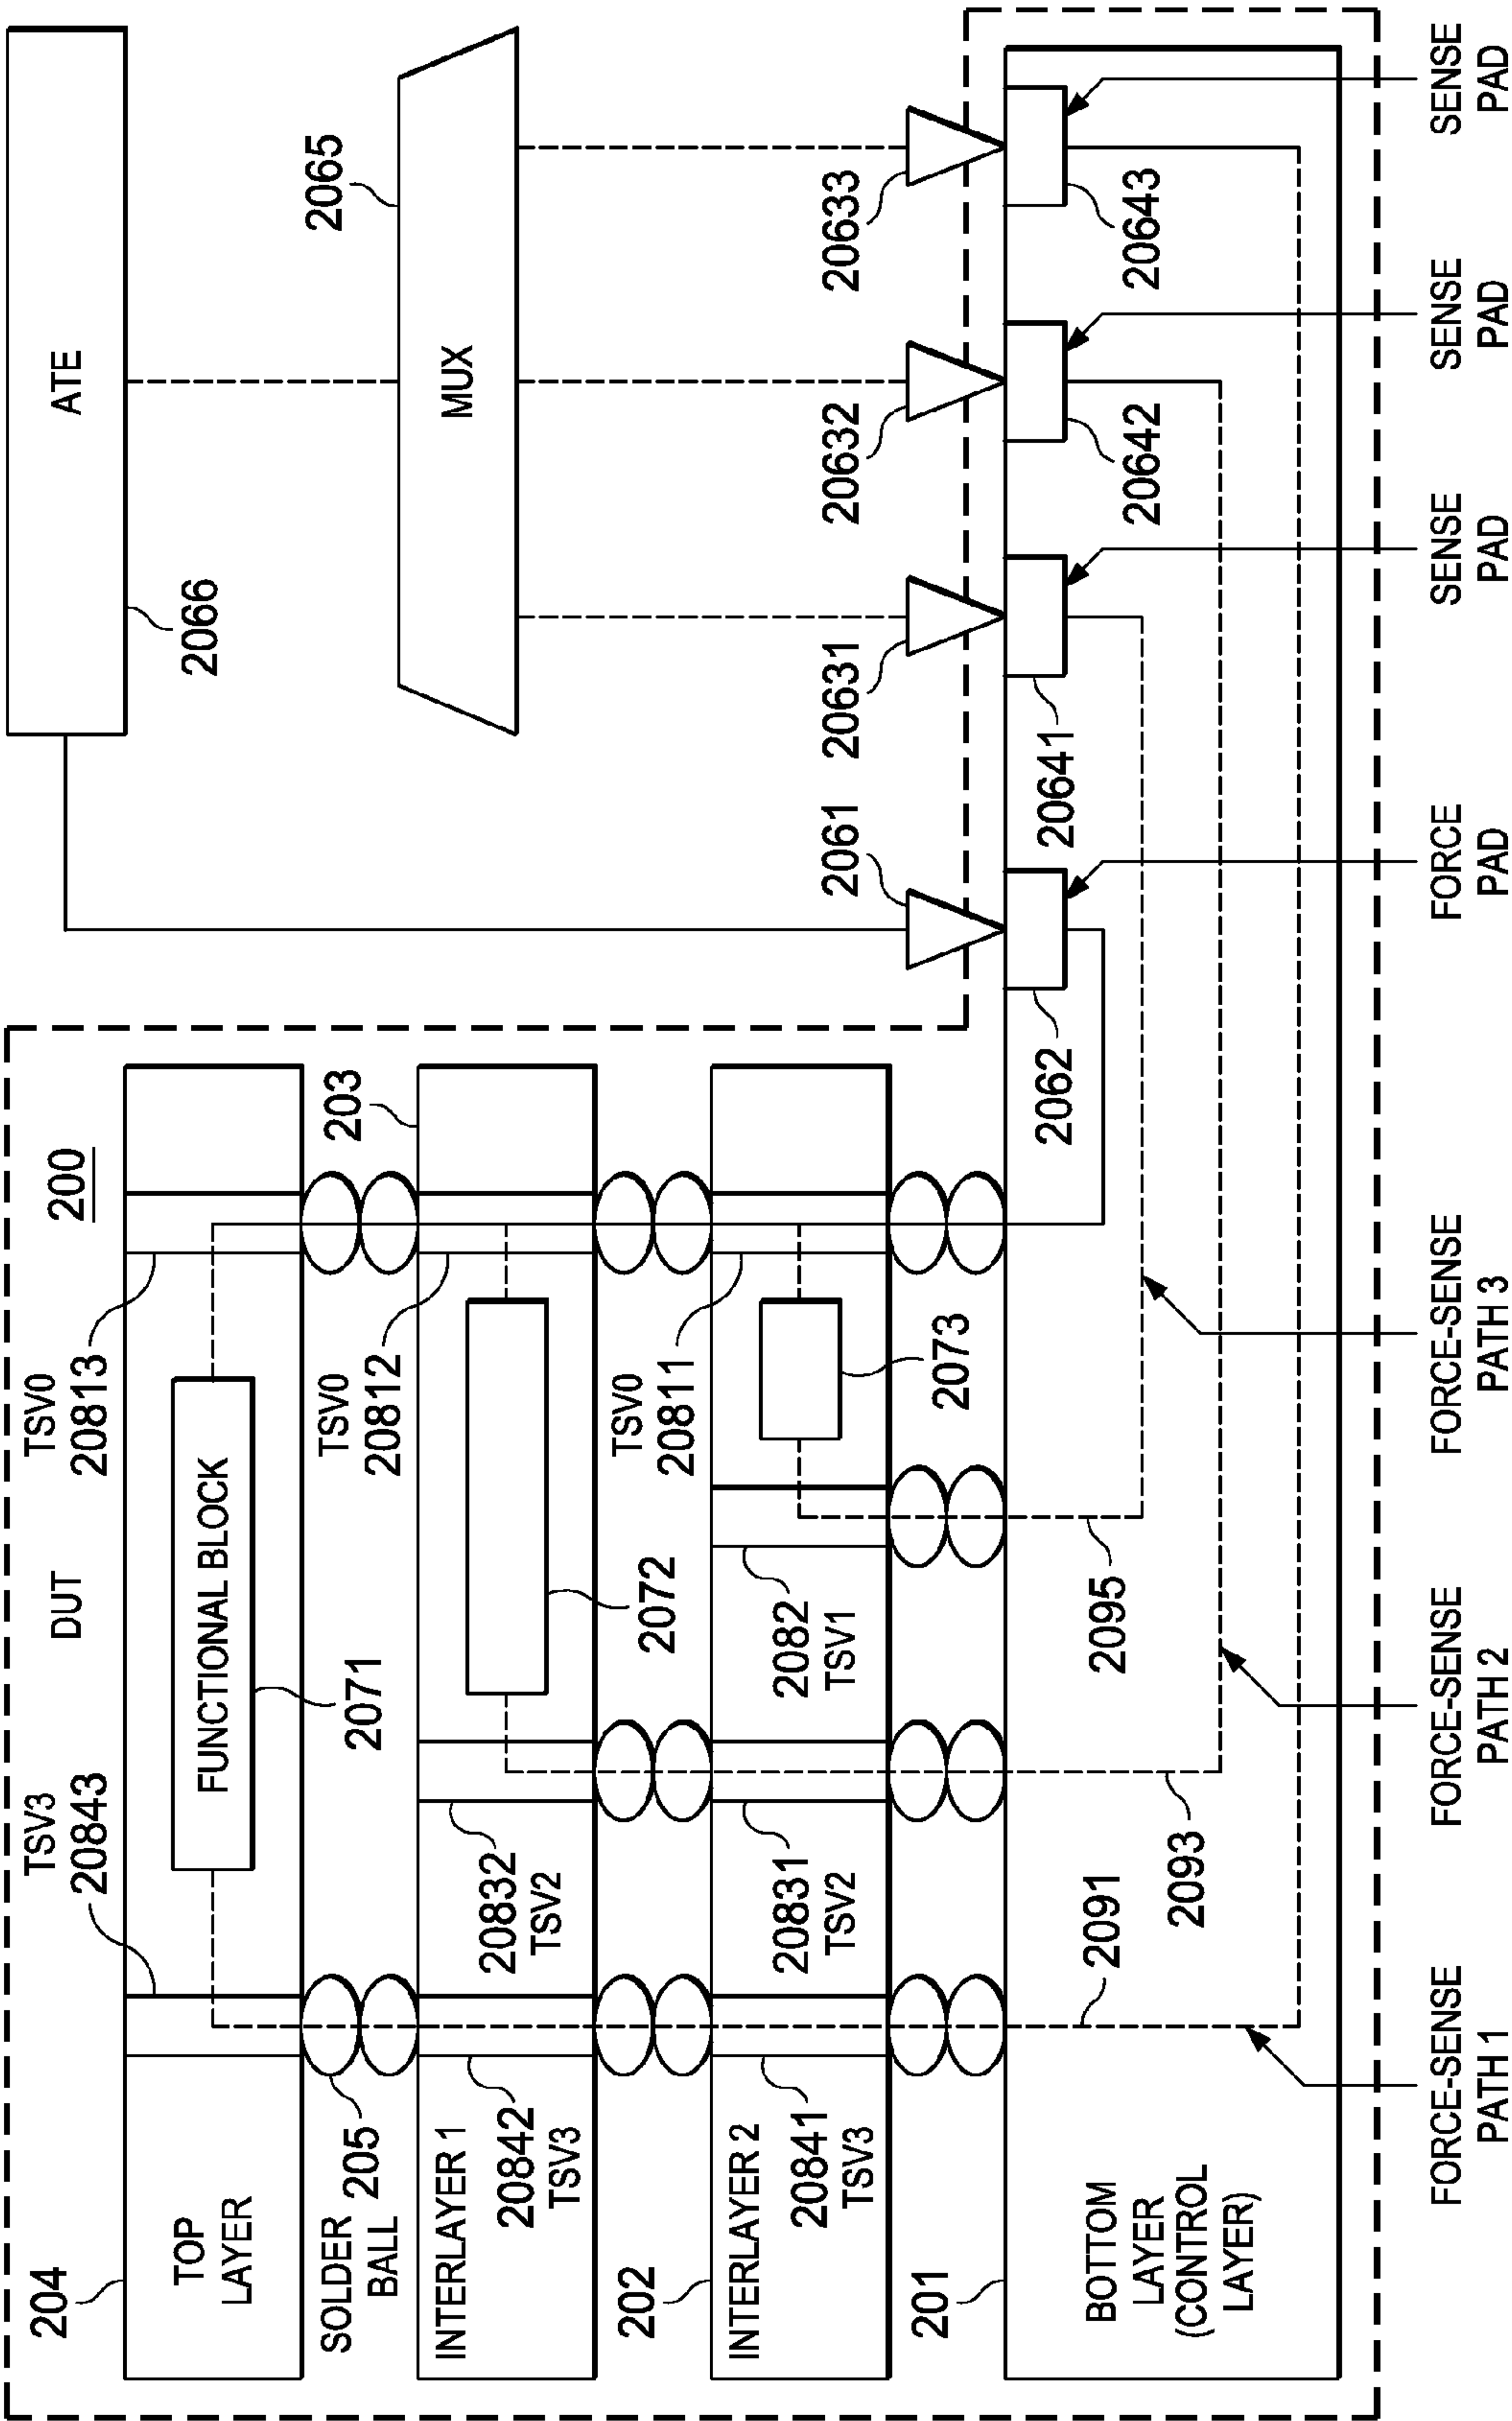 200
DUT
ATE
2066
MUX
2065
204
TOP
LAYER
TSV3
20843
FUNCTIONAL BLOCK
2071
TSV0
20813
SOLDER
BALL
205
203
INTERLAYER 1
20842
TSV3
20832
TSV2
2072
TSV0
20812
202
INTERLAYER 2
20841
TSV3
20831
TSV2
2082
TSV1
2073
TSV0
20811
2061
20631
20632
20633
201
BOTTOM
LAYER
(CONTROL
LAYER)
2091
2093
2095
2062
20641
20642
20643
FORCE-SENSE
PATH 1
FORCE-SENSE
PATH 2
FORCE-SENSE
PATH 3
FORCE
PAD
SENSE
PAD
SENSE
PAD
SENSE
PAD